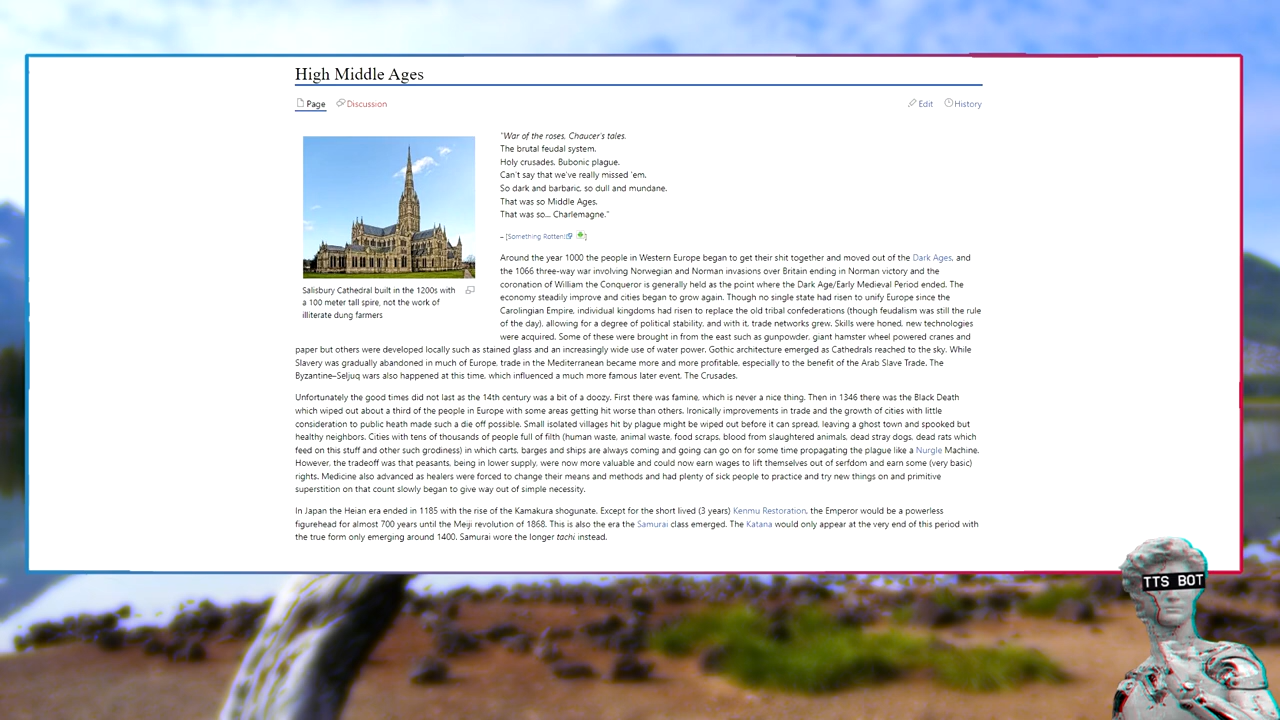 High Middle Ages
Page
Discussion
Edit
History
"War of the roses, Chaucer's tales.
The brutal feudal system.
Holy crusades. Bubonic plague.
Can't say that we've really missed 'em.
So dark and barbaric, so dull and mundane.
That was so Middle Ages.
That was so... Charlemagne."
– [Something Rotten! ]
Salisbury Cathedral built in the 1200s with
a 100 meter tall spire, not the work of
illiterate dung farmers
Around the year 1000 the people in Western Europe began to get their shit together and moved out of the Dark Ages, and
the 1066 three-way war involving Norwegian and Norman invasions over Britain ending in Norman victory and the
coronation of William the Conqueror is generally held as the point where the Dark Age/Early Medieval Period ended. The
economy steadily improve and cities began to grow again. Though no single state had risen to unify Europe since the
Carolingian Empire, individual kingdoms had risen to replace the old tribal confederations (though feudalism was still the rule
of the day), allowing for a degree of political stability, and with it, trade networks grew. Skills were honed, new technologies
were acquired. Some of these were brought in from the east such as gunpowder, giant hamster wheel powered cranes and
paper but others were developed locally such as stained glass and an increasingly wide use of water power. Gothic architecture emerged as Cathedrals reached to the sky. While
Slavery was gradually abandoned in much of Europe, trade in the Mediterranean became more and more profitable, especially to the benefit of the Arab Slave Trade. The
Byzantine–Seljuq wars also happened at this time, which influenced a much more famous later event, The Crusades.
Unfortunately the good times did not last as the 14th century was a bit of a doozy. First there was famine, which is never a nice thing. Then in 1346 there was the Black Death
which wiped out about a third of the people in Europe with some areas getting hit worse than others. Ironically improvements in trade and the growth of cities with little
consideration to public heath made such a die off possible. Small isolated villages hit by plague might be wiped out before it can spread, leaving a ghost town and spooked but
healthy neighbors. Cities with tens of thousands of people full of filth (human waste, animal waste, food scraps, blood from slaughtered animals, dead stray dogs, dead rats which
feed on this stuff and other such grodiness) in which carts, barges and ships are always coming and going can go on for some time propagating the plague like a Nurgle Machine.
However, the tradeoff was that peasants, being in lower supply, were now more valuable and could now earn wages to lift themselves out of serfdom and earn some (very basic)
rights. Medicine also advanced as healers were forced to change their means and methods and had plenty of sick people to practice and try new things on and primitive
superstition on that count slowly began to give way out of simple necessity.
In Japan the Heian era ended in 1185 with the rise of the Kamakura shogunate. Except for the short lived (3 years) Kenmu Restoration, the Emperor would be a powerless
figurehead for almost 700 years until the Meiji revolution of 1868. This is also the era the Samurai class emerged. The Katana would only appear at the very end of this period with
the true form only emerging around 1400. Samurai wore the longer tachi instead.
TTS BOT